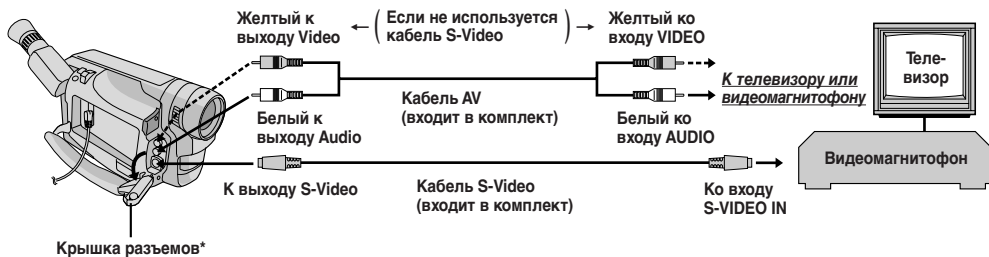 Желтый к
выходу Video
( Если не используется
кабель S-Video )
Желтый ко
входу VIDEO
Теле-
визор
К телевизору или
видеомагнитофону
Кабель AV
(входит в комплект)
Белый к
выходу Audio
Белый ко
входу AUDIO
Видеомагнитофон
К выходу S-Video
Кабель S-Video
(входит в комплект)
Ко входу
S-VIDEO IN
Крышка разъемов*